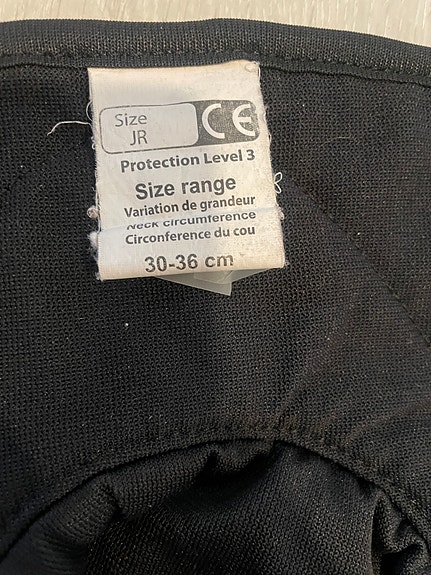 Size
JR
CE
Protection Level 3
Size range
Variation de grandeur
Neck circumference
Circonference du cou
30-36 cm